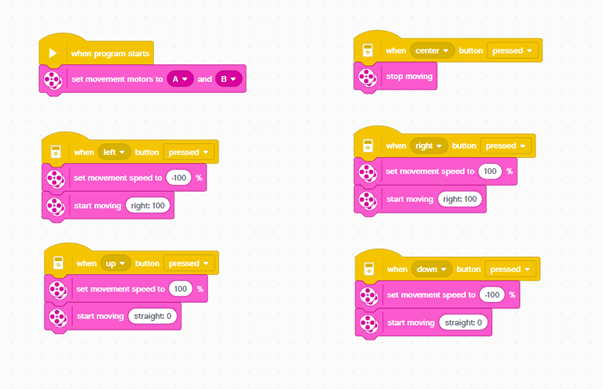 when program starts
set movement motors to A and B
when center button pressed
stop moving
when left button pressed
set movement speed to -100 %
start moving right: 100
when right button pressed
set movement speed to 100 %
start moving right: 100
when up button pressed
set movement speed to 100 %
start moving straight: 0
when down button pressed
set movement speed to -100 %
start moving straight: 0